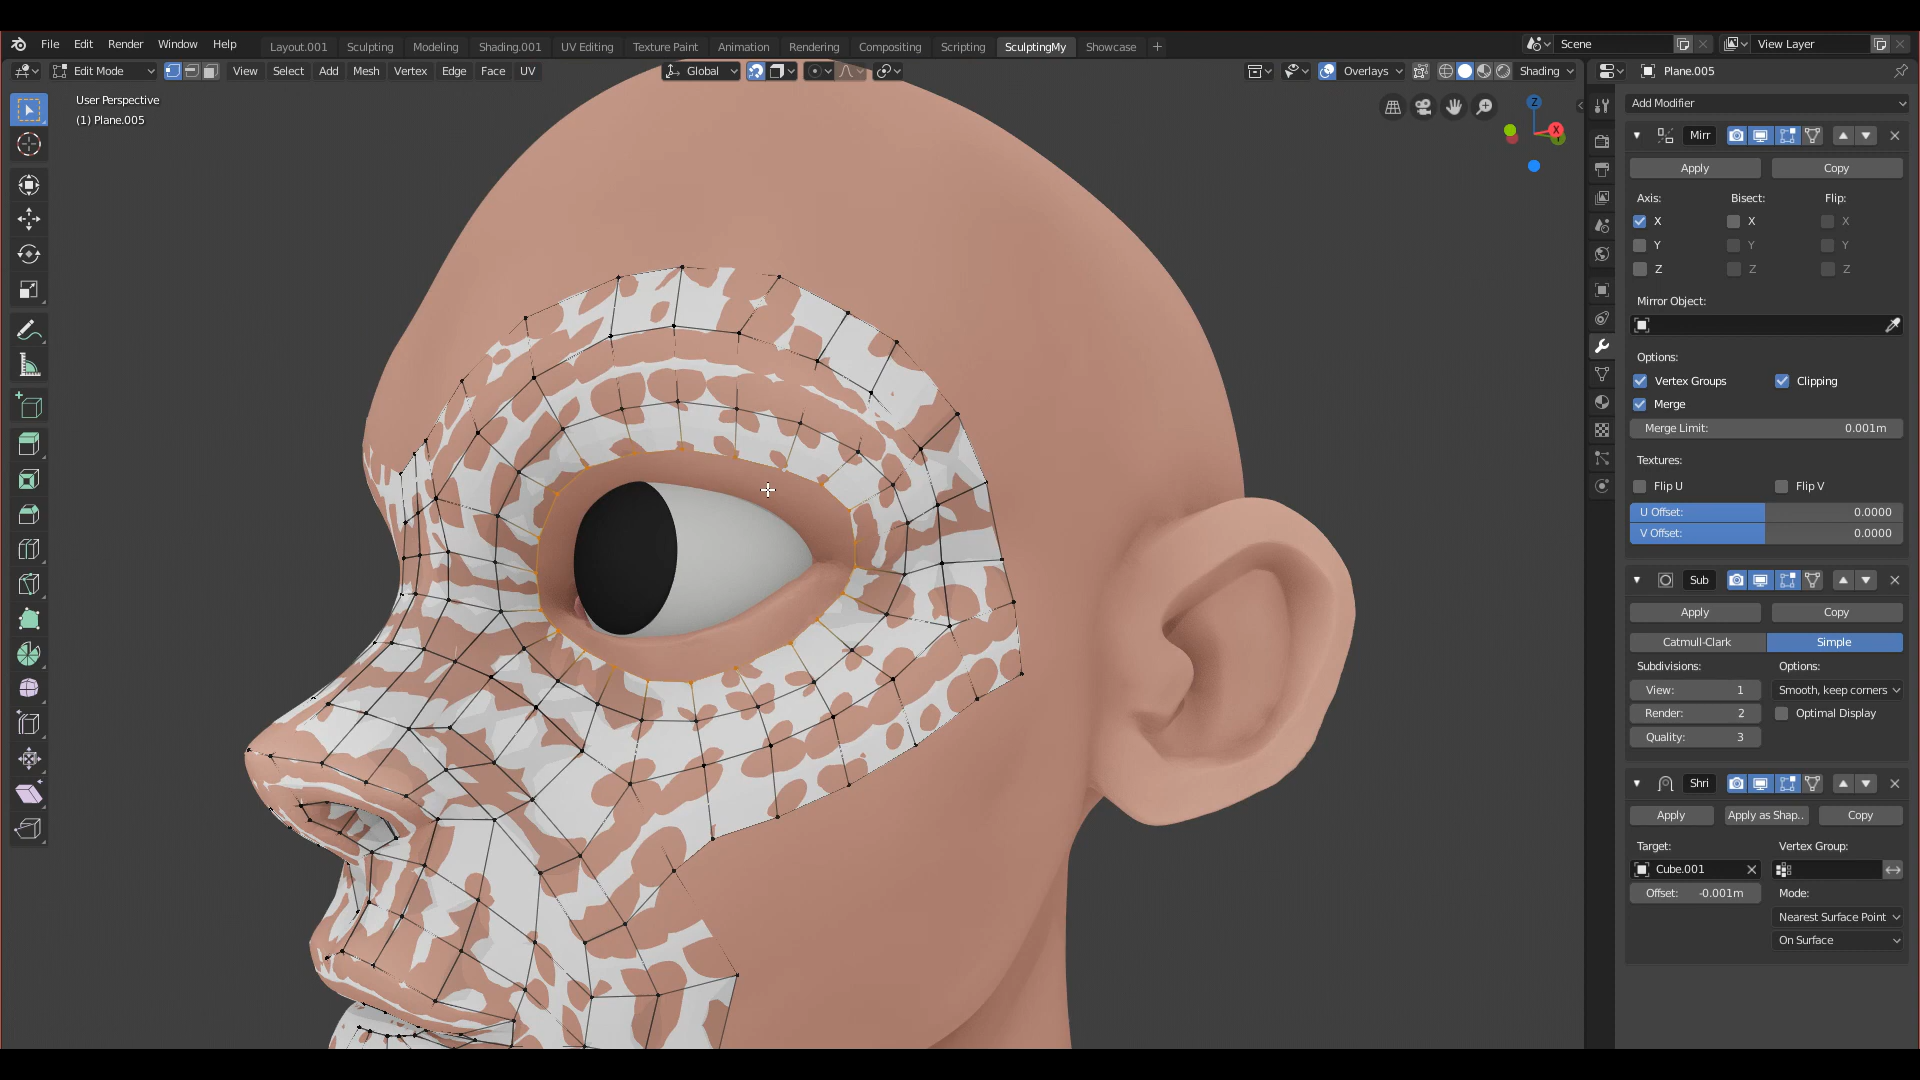 File Edit Render Window Help Layout.001 Sculpting Modeling Shading.001 UV Editing Texture Paint Animation Rendering Compositing Scripting SculptingMy Showcase + Scene View Layer
Edit Mode View Select Add Mesh Vertex Edge Face UV Global Overlays Shading Plane.005
User Perspective
(1) Plane.005
Z
X
Y
Add Modifier
Mirr
Apply Copy
Axis: Bisect: Flip:
X X X
Y Y Y
Z Z Z
Mirror Object:
Options:
Vertex Groups Clipping
Merge
Merge Limit: 0.001m
Textures:
Flip U Flip V
U Offset: 0.0000
V Offset: 0.0000
Sub
Apply Copy
Catmull-Clark Simple
Subdivisions: Options:
View: 1 Smooth, keep corners
Render: 2 Optimal Display
Quality: 3
Shri
Apply Apply as Shap.. Copy
Target: Vertex Group:
Cube.001
Offset: -0.001m Mode:
Nearest Surface Point
On Surface